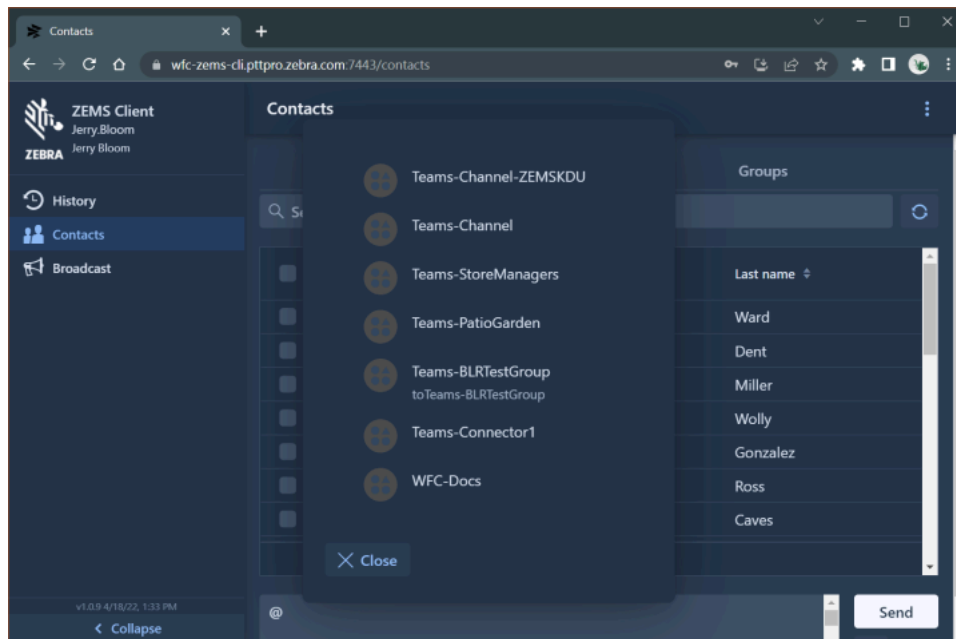 Contacts
wfc-zems-cli.pttpro.zebra.com:7443/contacts
ZEMS Client
Jerry.Bloom
Jerry Bloom
ZEBRA
History
Contacts
Broadcast
v1.0.9 4/18/22, 1:33 PM
Collapse
Contacts
Groups
Se
Last name
Ward
Dent
Miller
Wolly
Gonzalez
Ross
Caves
Teams-Channel-ZEMSKDU
Teams-Channel
Teams-StoreManagers
Teams-PatioGarden
Teams-BLRTestGroup
toTeams-BLRTestGroup
Teams-Connector1
WFC-Docs
Close
@
Send